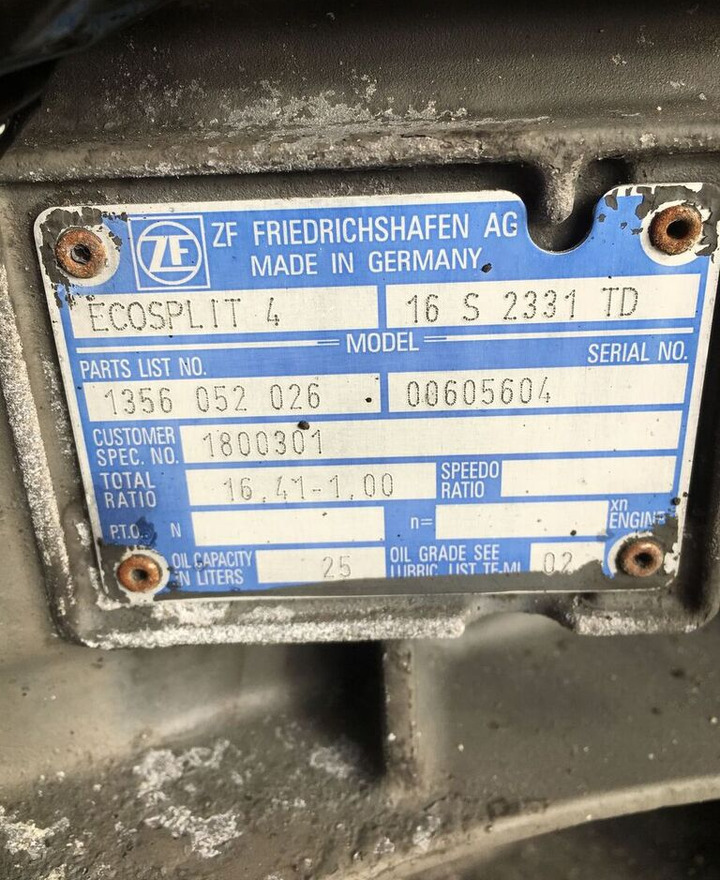 ZF ZF FRIEDRICHSHAFEN AG
MADE IN GERMANY
ECOSPLIT 4 16 S 2331 TD
MODEL
PARTS LIST NO. SERIAL NO.
1356 052 026 00605604
CUSTOMER SPEC. NO. 1800301
TOTAL RATIO 16,41-1,00 SPEEDO RATIO
P.T.O. N n= xn ENGINE
OIL CAPACITY IN LITERS 25 OIL GRADE SEE LUBRIC. LIST TE-ML 02